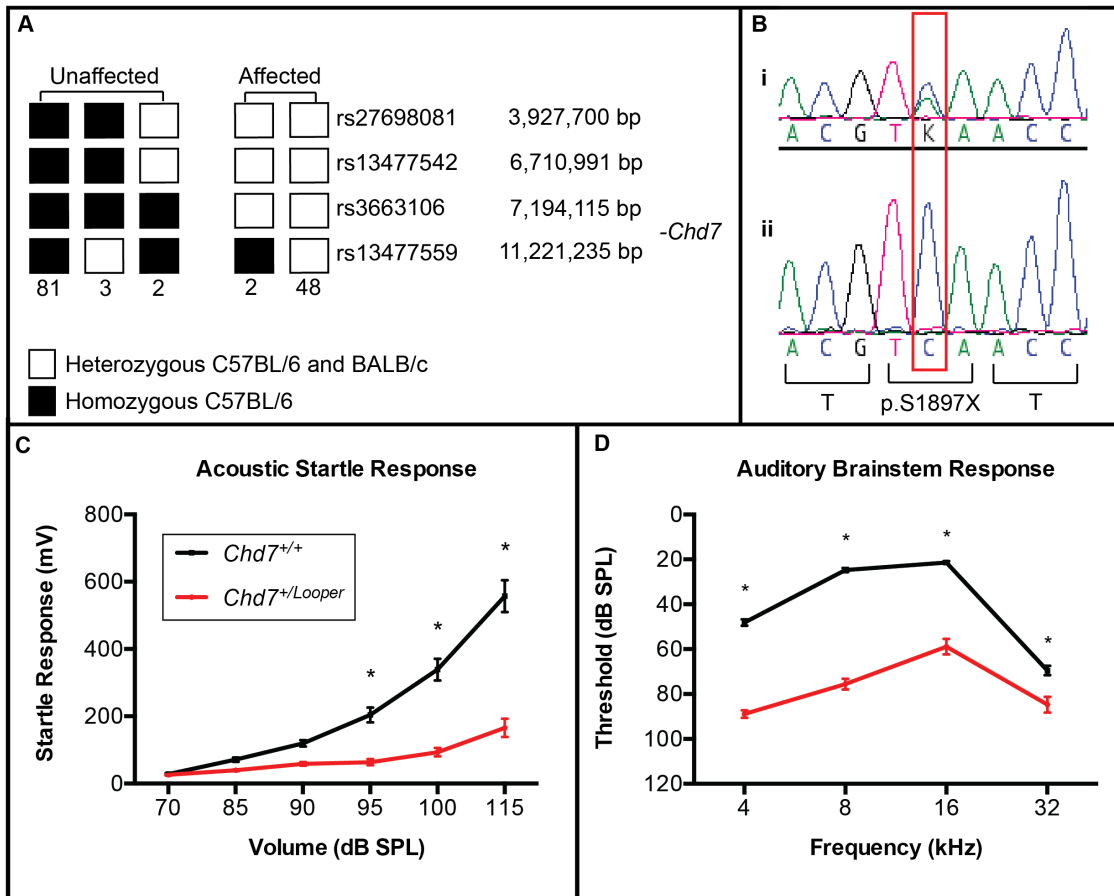 A
Unaffected Affected
rs27698081 3,927,700 bp
rs13477542 6,710,991 bp
rs3663106 7,194,115 bp
-Chd7
rs13477559 11,221,235 bp
81 3 2 2 48
Heterozygous C57BL/6 and BALB/c
Homozygous C57BL/6
B
i
A C G T K A A C C
ii
A C G T C A A C C
T p.S1897X T
C
Acoustic Startle Response
Startle Response (mV)
800
600
400
200
0
Chd7+/+
Chd7+/Looper
*
*
*
70 85 90 95 100 115
Volume (dB SPL)
D
Auditory Brainstem Response
Threshold (dB SPL)
0
20
40
60
80
100
120
* * * *
4 8 16 32
Frequency (kHz)